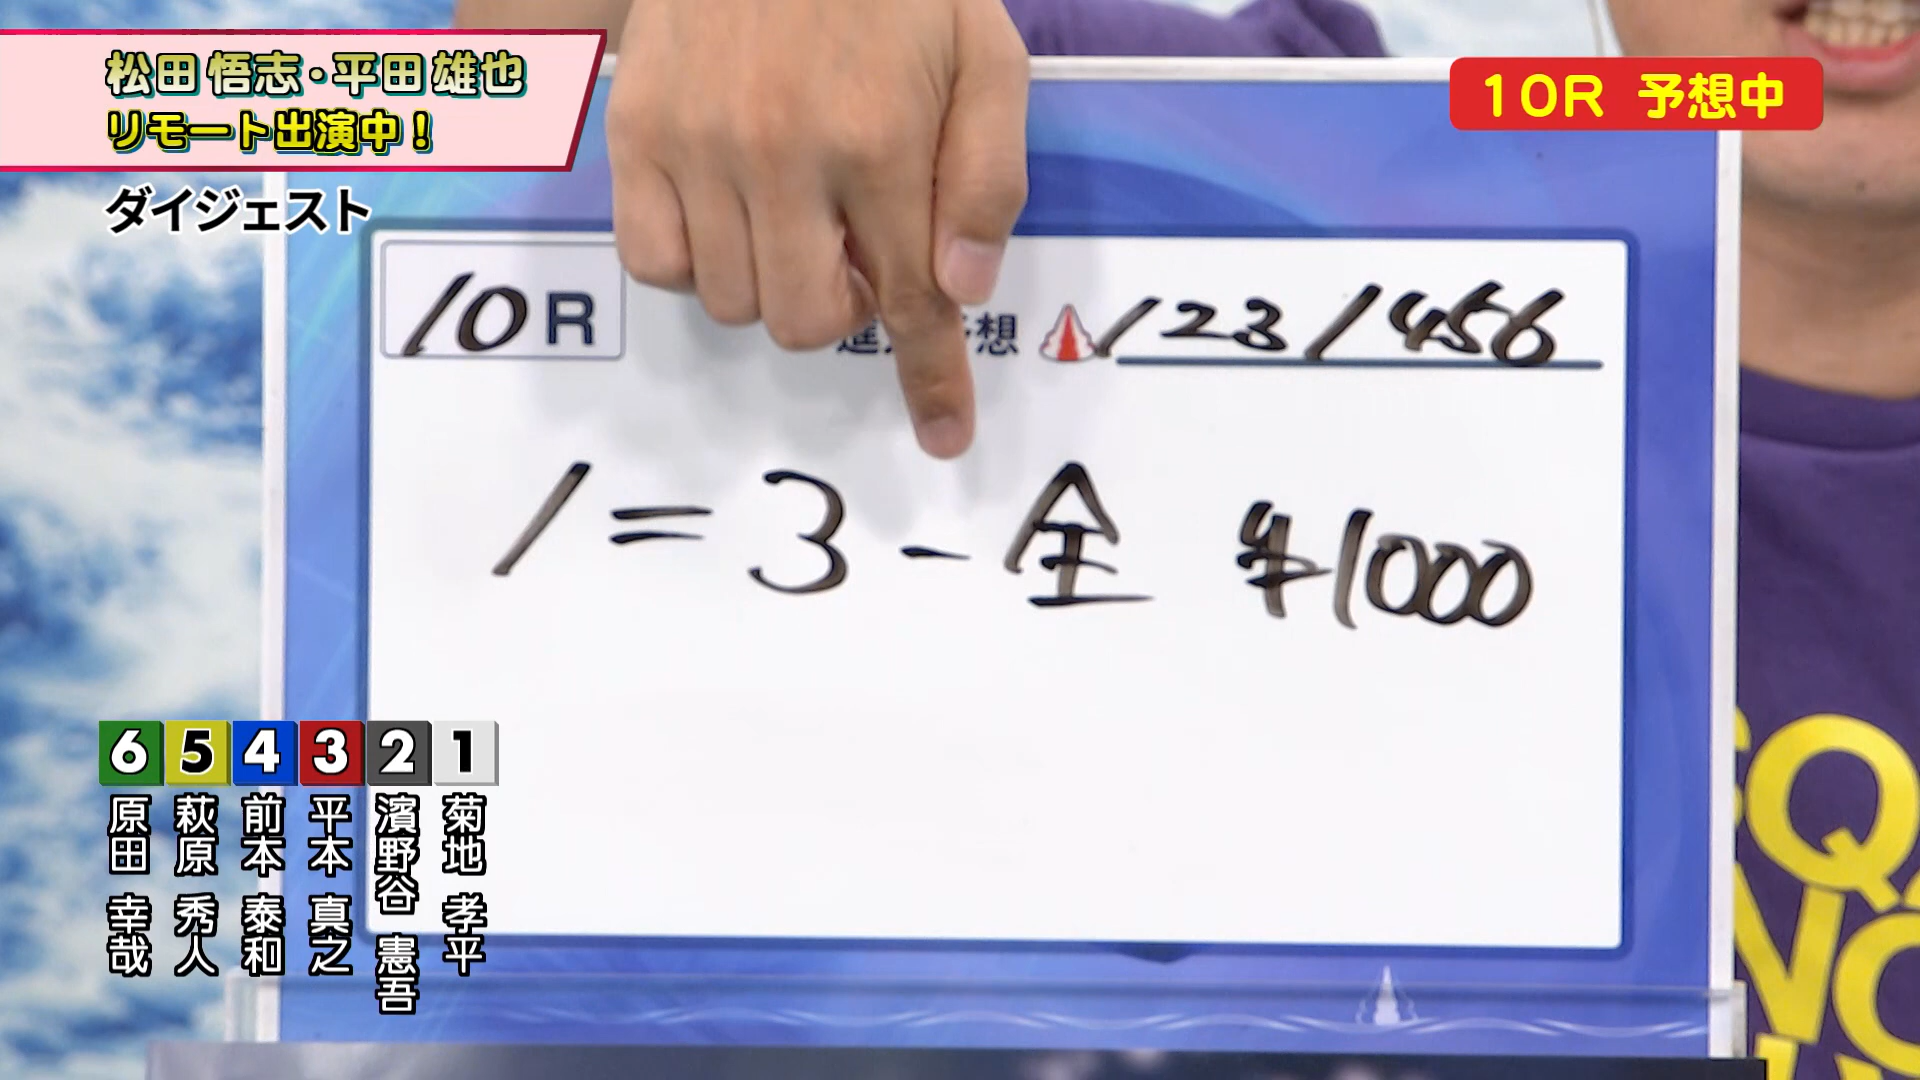 松田 悟志・平田 雄也
リモート出演中！
ダイジェスト
10R 予想中
10R
想 123/456
1=3-全 ¥1000
6 5 4 3 2 1
原田 幸哉
萩原 秀人
前本 泰和
平本 真之
濱野谷 憲吾
菊地 孝平